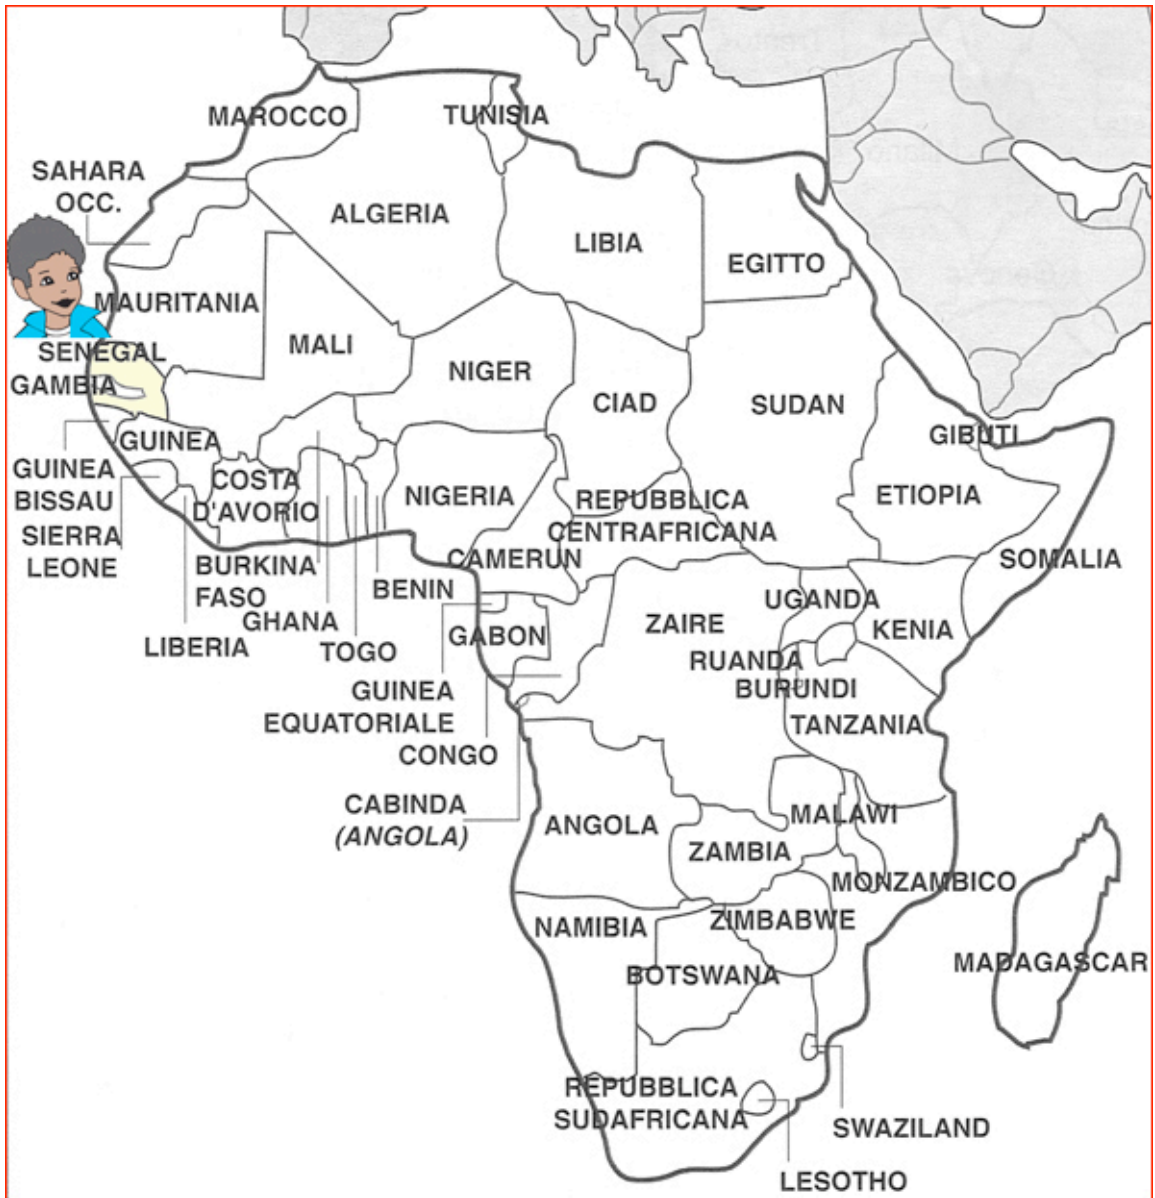 MAROCCO
TUNISIA
SAHARA
OCC.
ALGERIA
LIBIA
EGITTO
MAURITANIA
MALI
SENEGAL
GAMBIA
NIGER
CIAD
SUDAN
GIBUTI
GUINEA
GUINEA
BISSAU
COSTA
D'AVORIO
NIGERIA
REPUBBLICA
CENTRAFRICANA
ETIOPIA
SIERRA
LEONE
CAMERUN
SOMALIA
BURKINA
FASO
BENIN
GHANA
LIBERIA
TOGO
GABON
ZAIRE
UGANDA
KENIA
RUANDA
BURUNDI
GUINEA
EQUATORIALE
CONGO
TANZANIA
CABINDA
(ANGOLA)
ANGOLA
MALAWI
ZAMBIA
MONZAMBICO
NAMIBIA
ZIMBABWE
BOTSWANA
MADAGASCAR
REPUBBLICA
SUDAFRICANA
SWAZILAND
LESOTHO